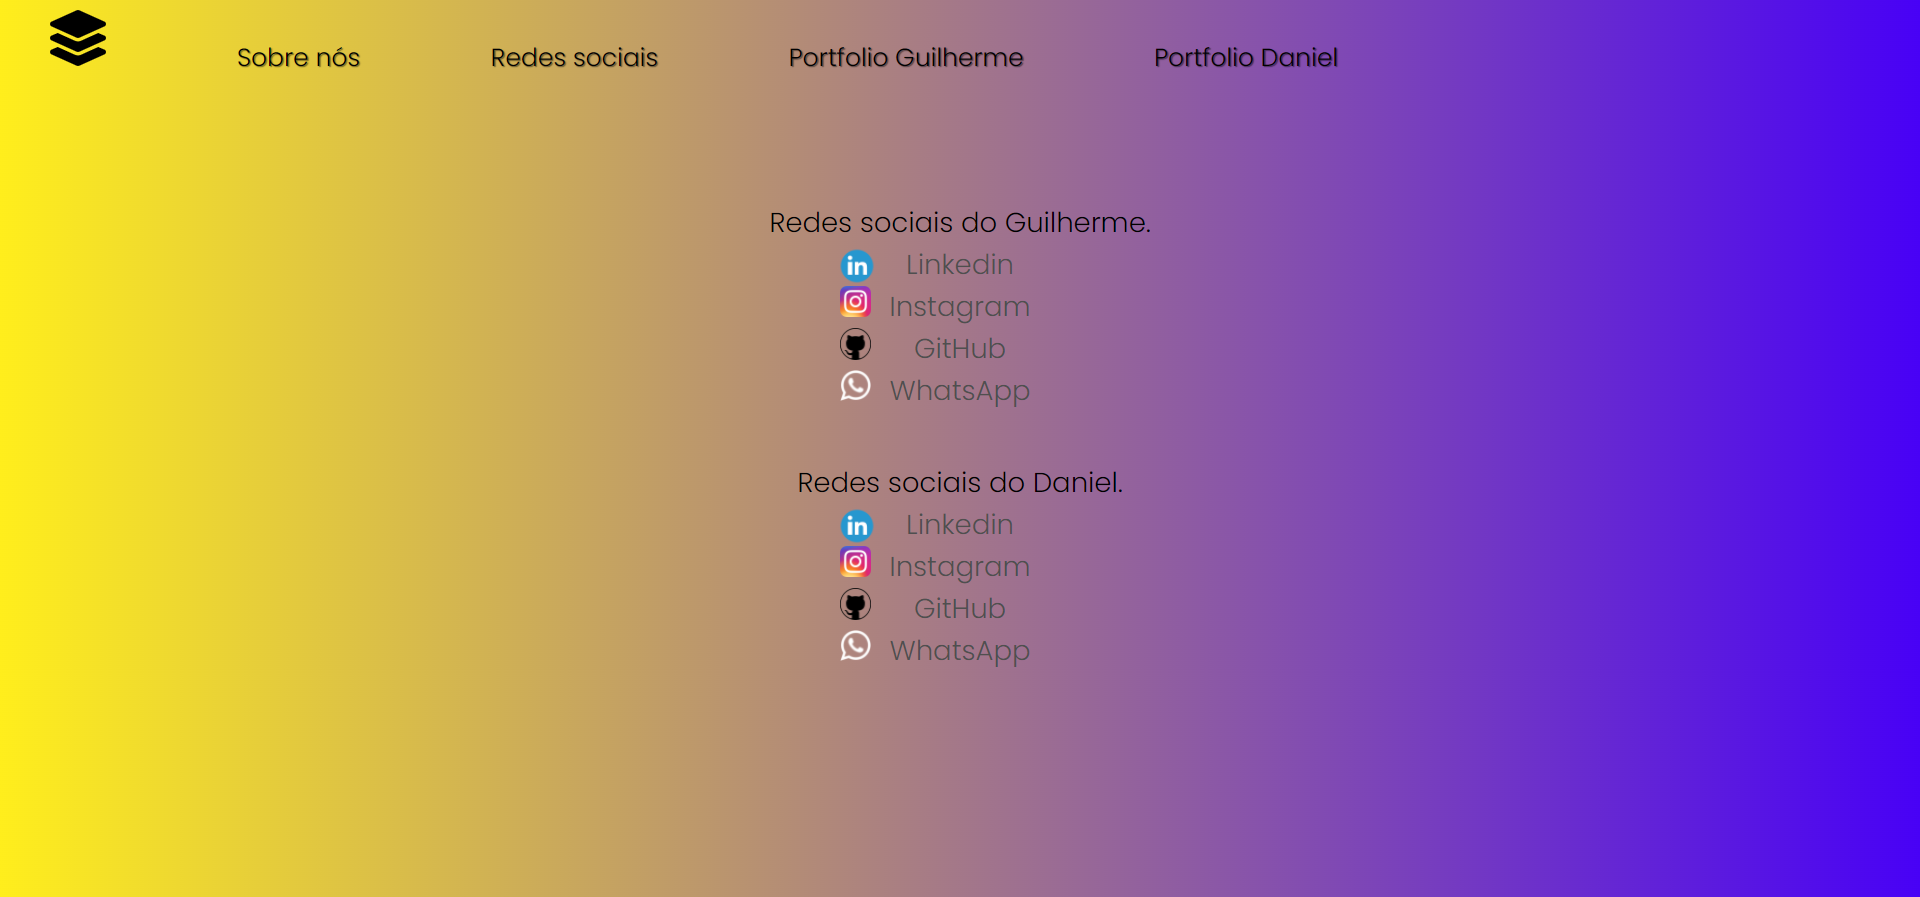 Sobre nós
Redes sociais
Portfolio Guilherme
Portfolio Daniel
Redes sociais do Guilherme.
Linkedin
Instagram
GitHub
WhatsApp
Redes sociais do Daniel.
Linkedin
Instagram
GitHub
WhatsApp